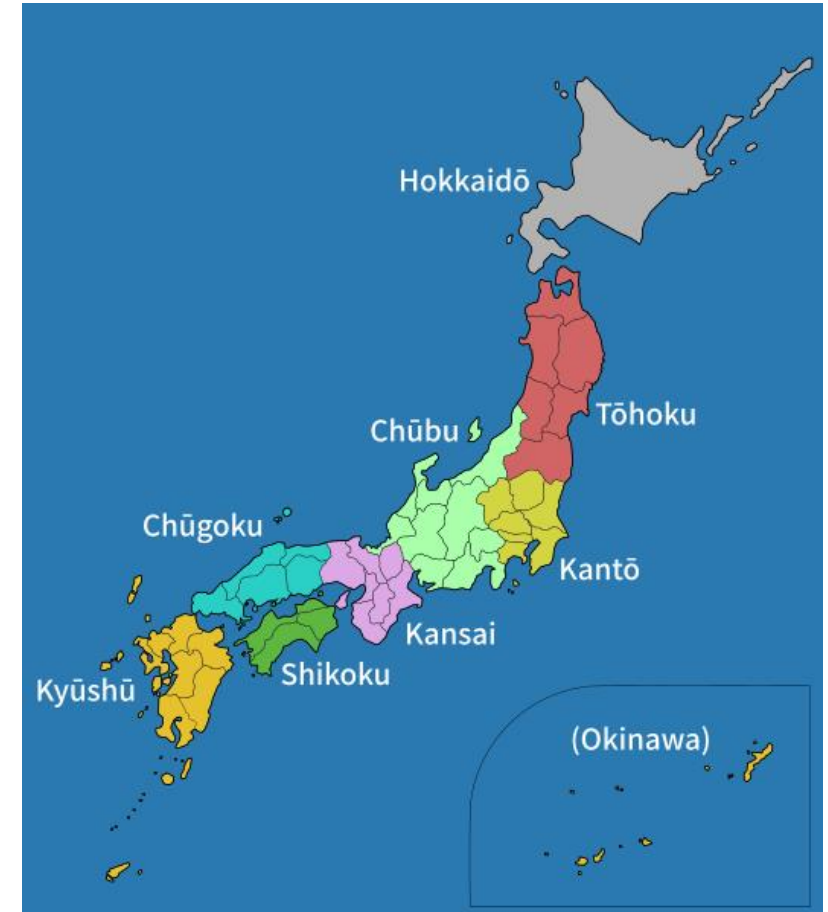 Hokkaidō
Tōhoku
Chūbu
Chūgoku
Kantō
Kansai
Shikoku
Kyūshū
(Okinawa)